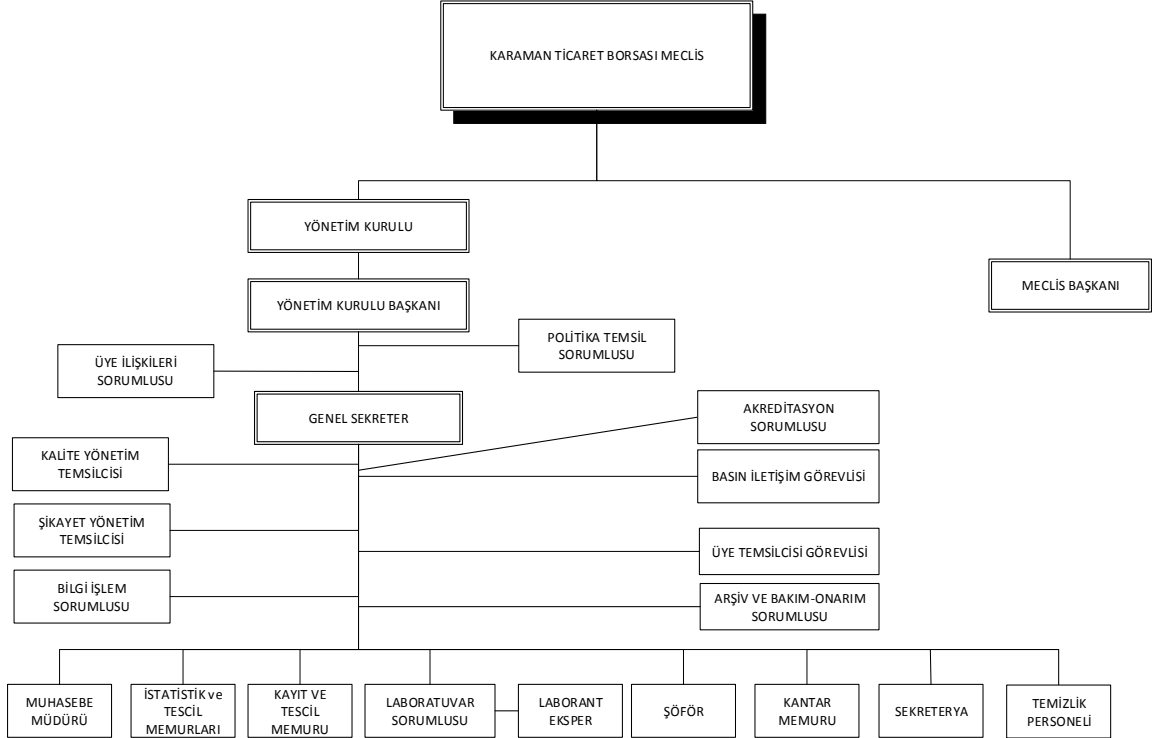 KARAMAN TİCARET BORSASI MECLİS
YÖNETİM KURULU
MECLİS BAŞKANI
YÖNETİM KURULU BAŞKANI
POLİTİKA TEMSİL
SORUMLUSU
ÜYE İLİŞKİLERİ
SORUMLUSU
GENEL SEKRETER
AKREDİTASYON
SORUMLUSU
KALİTE YÖNETİM
TEMSİLCİSİ
BASIN İLETİŞİM GÖREVLİSİ
ŞİKAYET YÖNETİM
TEMSİLCİSİ
ÜYE TEMSİLCİSİ GÖREVLİSİ
BİLGİ İŞLEM
SORUMLUSU
ARŞİV VE BAKIM-ONARIM
SORUMLUSU
MUHASEBE
MÜDÜRÜ
İSTATİSTİK ve
TESCİL
MEMURLARI
KAYIT VE
TESCİL
MEMURU
LABORATUVAR
SORUMLUSU
LABORANT
EKSPER
ŞÖFÖR
KANTAR
MEMURU
SEKRETERYA
TEMİZLİK
PERSONELİ